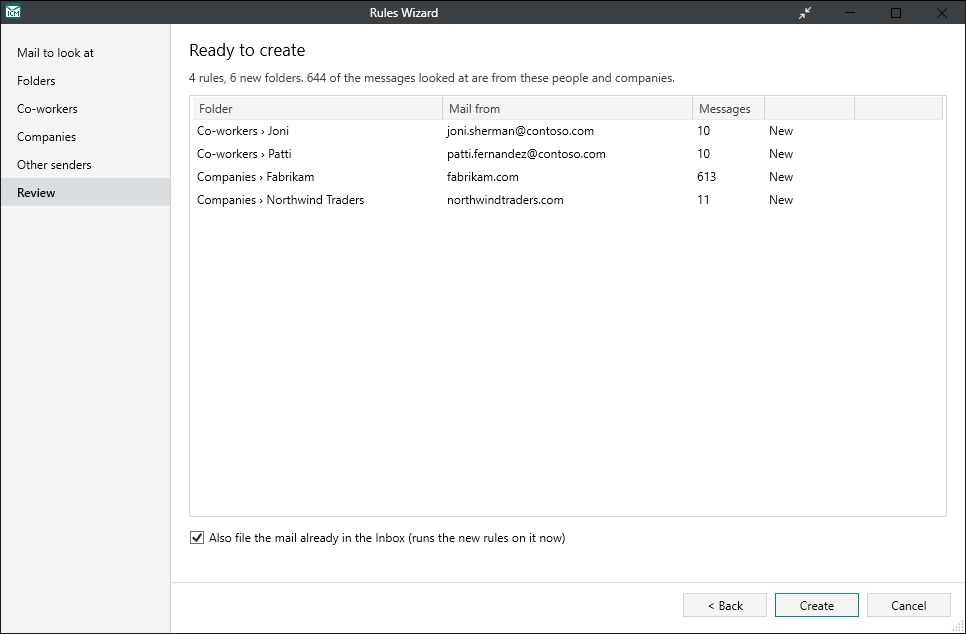 ICM
Rules Wizard
Mail to look at
Folders
Co-workers
Companies
Other senders
Review
Ready to create
4 rules, 6 new folders. 644 of the messages looked at are from these people and companies.
Folder Mail from Messages
Co-workers › Joni joni.sherman@contoso.com 10 New
Co-workers › Patti patti.fernandez@contoso.com 10 New
Companies › Fabrikam fabrikam.com 613 New
Companies › Northwind Traders northwindtraders.com 11 New
Also file the mail already in the Inbox (runs the new rules on it now)
< Back Create Cancel